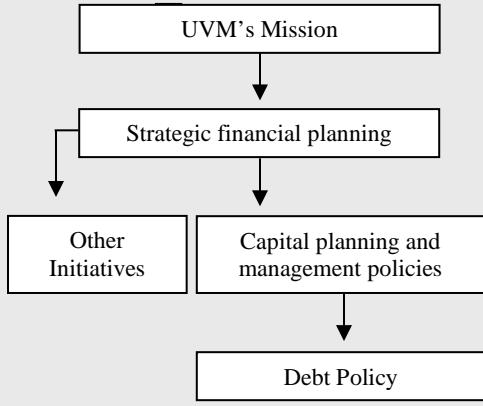 UVM’s Mission
Strategic financial planning
Other
Initiatives
Capital planning and
management policies
Debt Policy